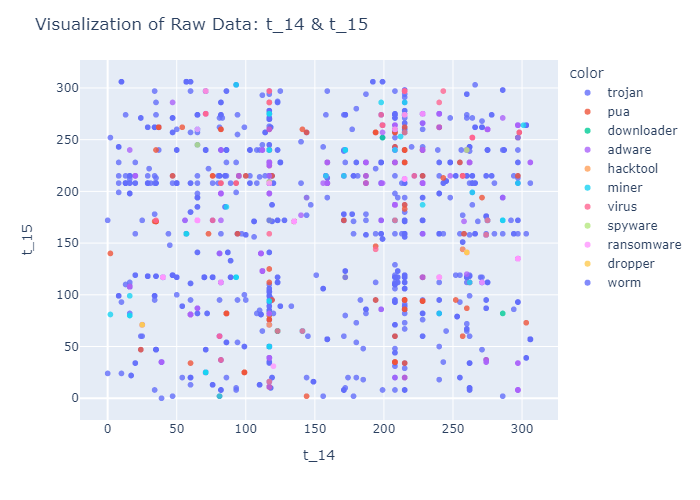 Visualization of Raw Data: t_14 & t_15
color
trojan
pua
downloader
adware
hacktool
miner
virus
spyware
ransomware
dropper
worm
t_15
300
250
200
150
100
50
0
0 50 100 150 200 250 300
t_14